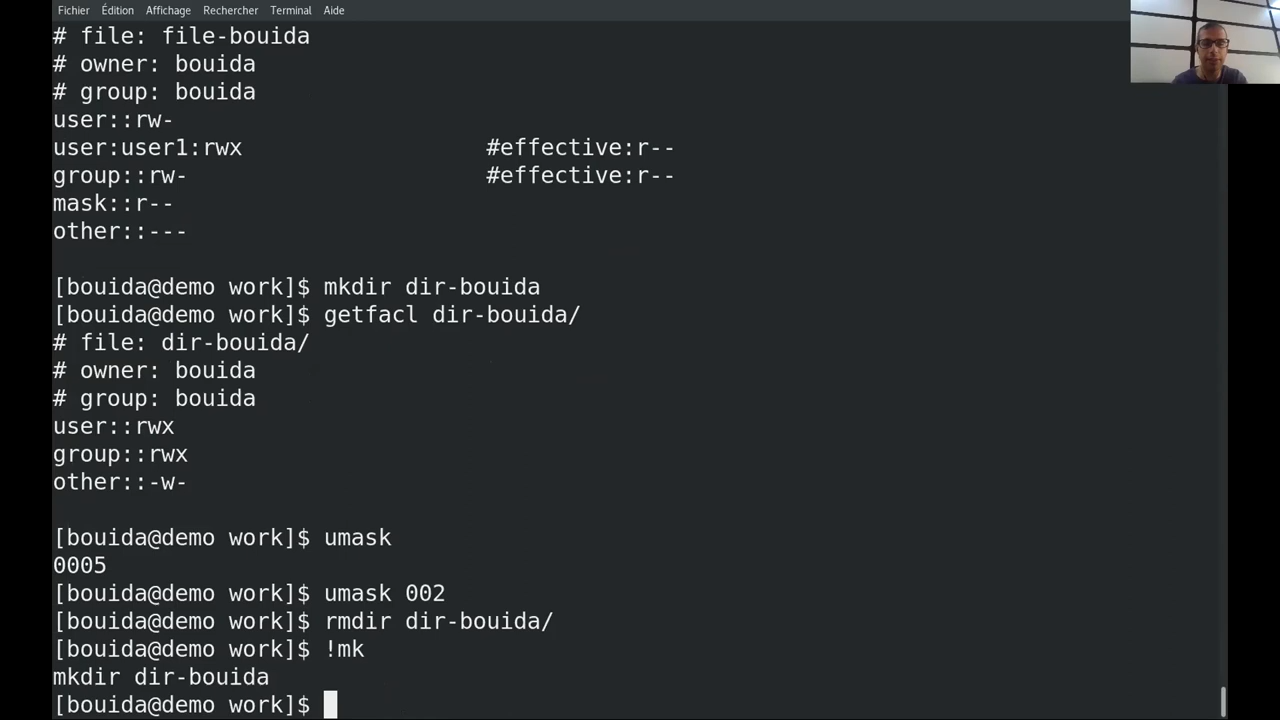 Fichier Édition Affichage Rechercher Terminal Aide
# file: file-bouida
# owner: bouida
# group: bouida
user::rw-
user:user1:rwx #effective:r--
group::rw- #effective:r--
mask::r--
other::---
[bouida@demo work]$ mkdir dir-bouida
[bouida@demo work]$ getfacl dir-bouida/
# file: dir-bouida/
# owner: bouida
# group: bouida
user::rwx
group::rwx
other::-w-
[bouida@demo work]$ umask
0005
[bouida@demo work]$ umask 002
[bouida@demo work]$ rmdir dir-bouida/
[bouida@demo work]$ !mk
mkdir dir-bouida
[bouida@demo work]$